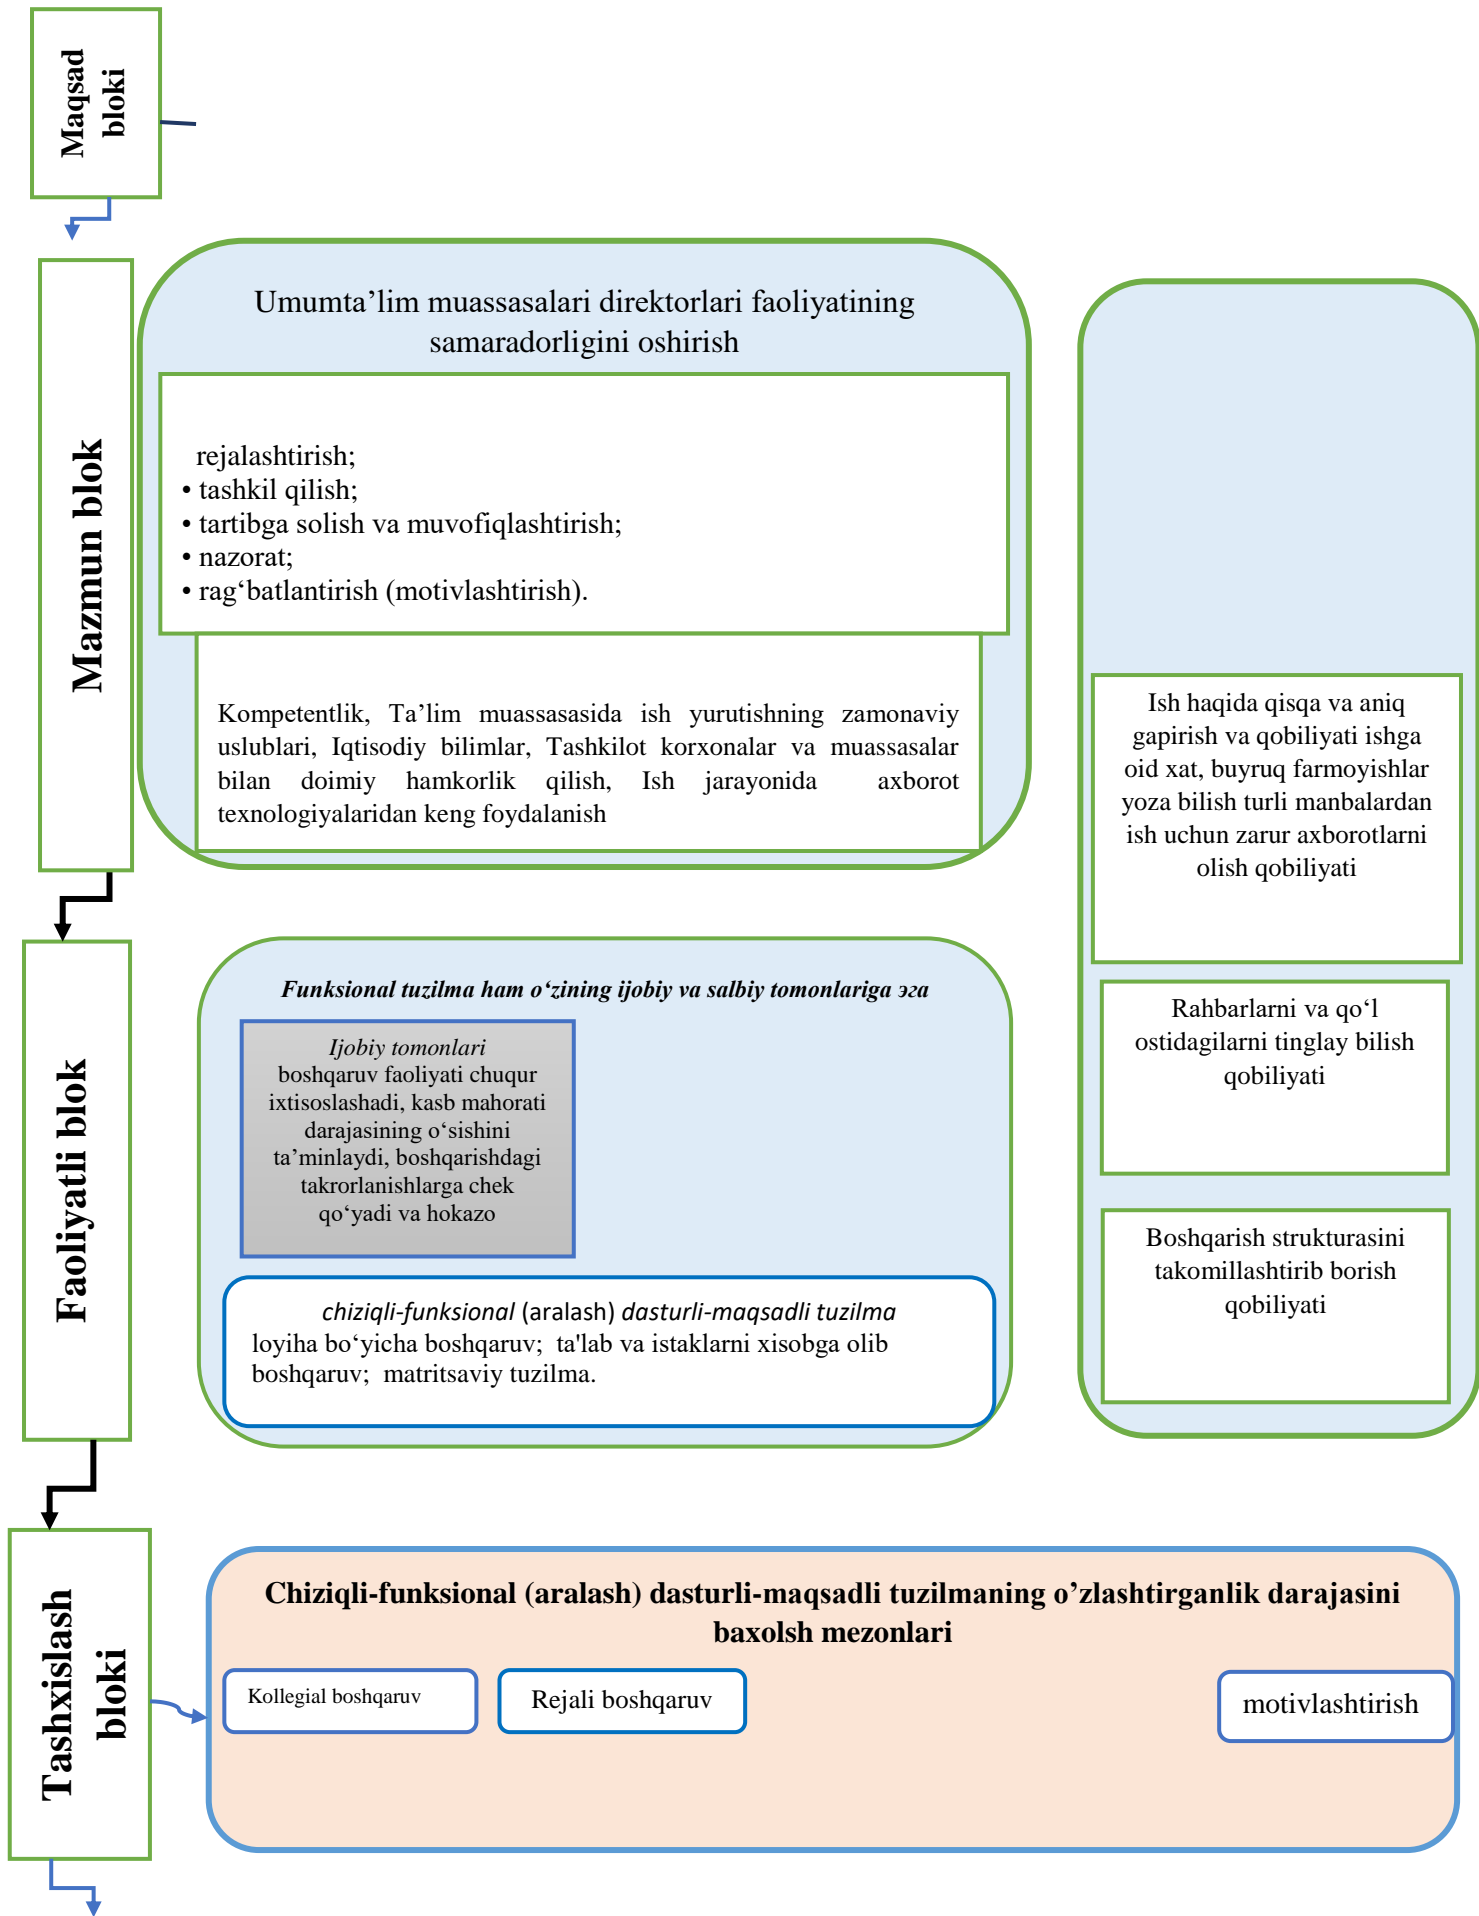 Maqsad
bloki
Mazmun blok
Umumta’lim muassasalari direktorlari faoliyatining
samaradorligini oshirish
rejalashtirish;
• tashkil qilish;
• tartibga solish va muvofiqlashtirish;
• nazorat;
• rag‘batlantirish (motivlashtirish).
Kompetentlik, Ta’lim muassasasida ish yurutishning zamonaviy
uslublari, Iqtisodiy bilimlar, Tashkilot korxonalar va muassasalar
bilan doimiy hamkorlik qilish, Ish jarayonida axborot
texnologiyalaridan keng foydalanish
Ish haqida qisqa va aniq
gapirish va qobiliyati ishga
oid xat, buyruq farmoyishlar
yoza bilish turli manbalardan
ish uchun zarur axborotlarni
olish qobiliyati
Rahbarlarni va qo‘l
ostidagilarni tinglay bilish
qobiliyati
Boshqarish strukturasini
takomillashtirib borish
qobiliyati
Faoliyatli blok
Funksional tuzilma ham o‘zining ijobiy va salbiy tomonlariga эга
Ijobiy tomonlari
boshqaruv faoliyati chuqur
ixtisoslashadi, kasb mahorati
darajasining o‘sishini
ta’minlaydi, boshqarishdagi
takrorlanishlarga chek
qo‘yadi va hokazo
chiziqli-funksional (aralash) dasturli-maqsadli tuzilma
loyiha bo‘yicha boshqaruv; ta'lab va istaklarni xisobga olib
boshqaruv; matritsaviy tuzilma.
Tashxislash
bloki
Chiziqli-funksional (aralash) dasturli-maqsadli tuzilmaning o’zlashtirganlik darajasini
baxolsh mezonlari
Kollegial boshqaruv
Rejali boshqaruv
motivlashtirish